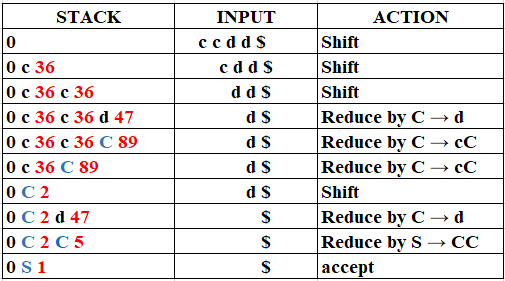 STACK INPUT ACTION
0 c c d d $ Shift
0 c 36 c d d $ Shift
0 c 36 c 36 d d $ Shift
0 c 36 c 36 d 47 d $ Reduce by C → d
0 c 36 c 36 C 89 d $ Reduce by C → cC
0 c 36 C 89 d $ Reduce by C → cC
0 C 2 d $ Shift
0 C 2 d 47 $ Reduce by C → d
0 C 2 C 5 $ Reduce by S → CC
0 S 1 $ accept